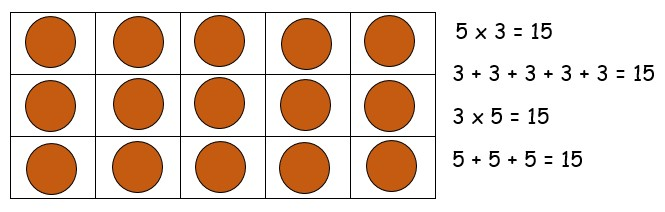 5 x 3 = 15
3 + 3 + 3 + 3 + 3 = 15
3 x 5 = 15
5 + 5 + 5 = 15